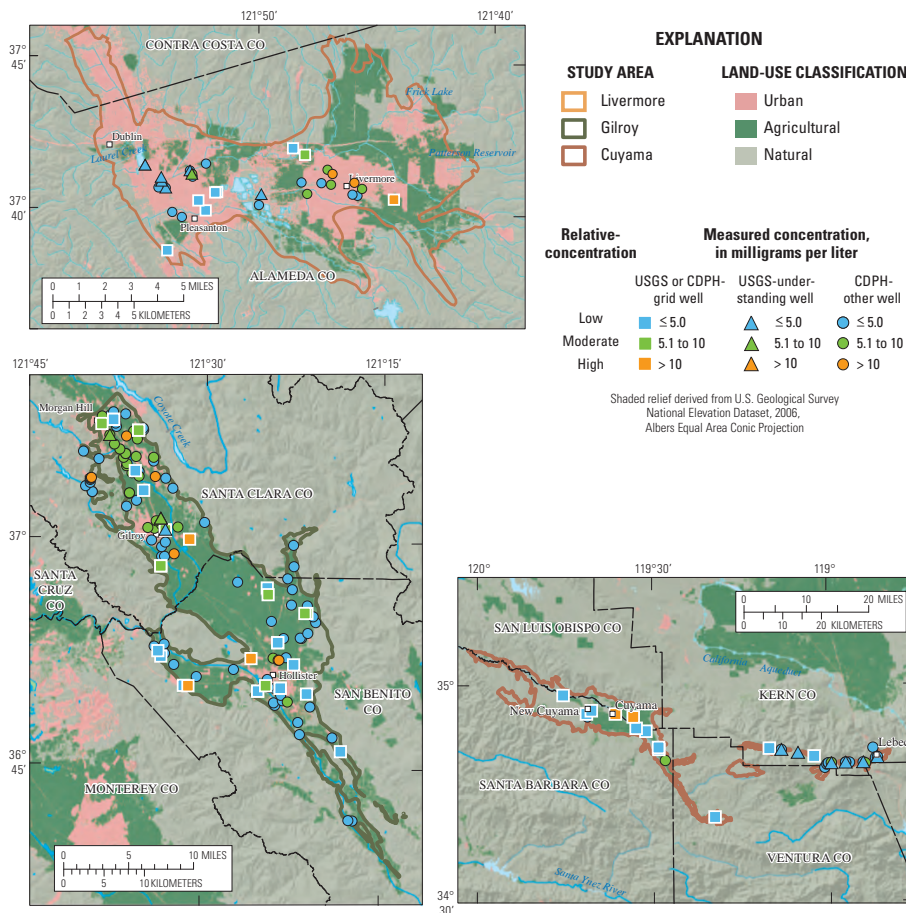 121°50'
121°40'
37°
45'
CONTRA COSTA CO
Frick Lake
Dublin
Laurel Creek
Patterson Reservoir
Livermore
37°40'
Pleasanton
ALAMEDA CO
0 1 2 3 4 5 MILES
0 1 2 3 4 5 KILOMETERS
EXPLANATION
STUDY AREA
Livermore
Gilroy
Cuyama
LAND-USE CLASSIFICATION
Urban
Agricultural
Natural
Relative-
concentration
Measured concentration,
in milligrams per liter
USGS or CDPH-
grid well
USGS-under-
standing well
CDPH-
other well
Low ≤ 5.0 ≤ 5.0 ≤ 5.0
Moderate 5.1 to 10 5.1 to 10 5.1 to 10
High > 10 > 10 > 10
Shaded relief derived from U.S. Geological Survey
National Elevation Dataset, 2006,
Albers Equal Area Conic Projection
121°45'
121°30'
121°15'
Morgan Hill
Coyote Creek
SANTA CLARA CO
37°
Gilroy
SANTA
CRUZ
CO
Hollister
SAN BENITO
CO
36°
45'
MONTEREY CO
0 10 MILES
0 5 10 KILOMETERS
120°
119°30'
119°
0 10 20 MILES
0 10 20 KILOMETERS
SAN LUIS OBISPO CO
California Aqueduct
KERN CO
35°
New Cuyama
Cuyama
Lebec
SANTA BARBARA CO
VENTURA CO
Santa Ynez River
34°
30'